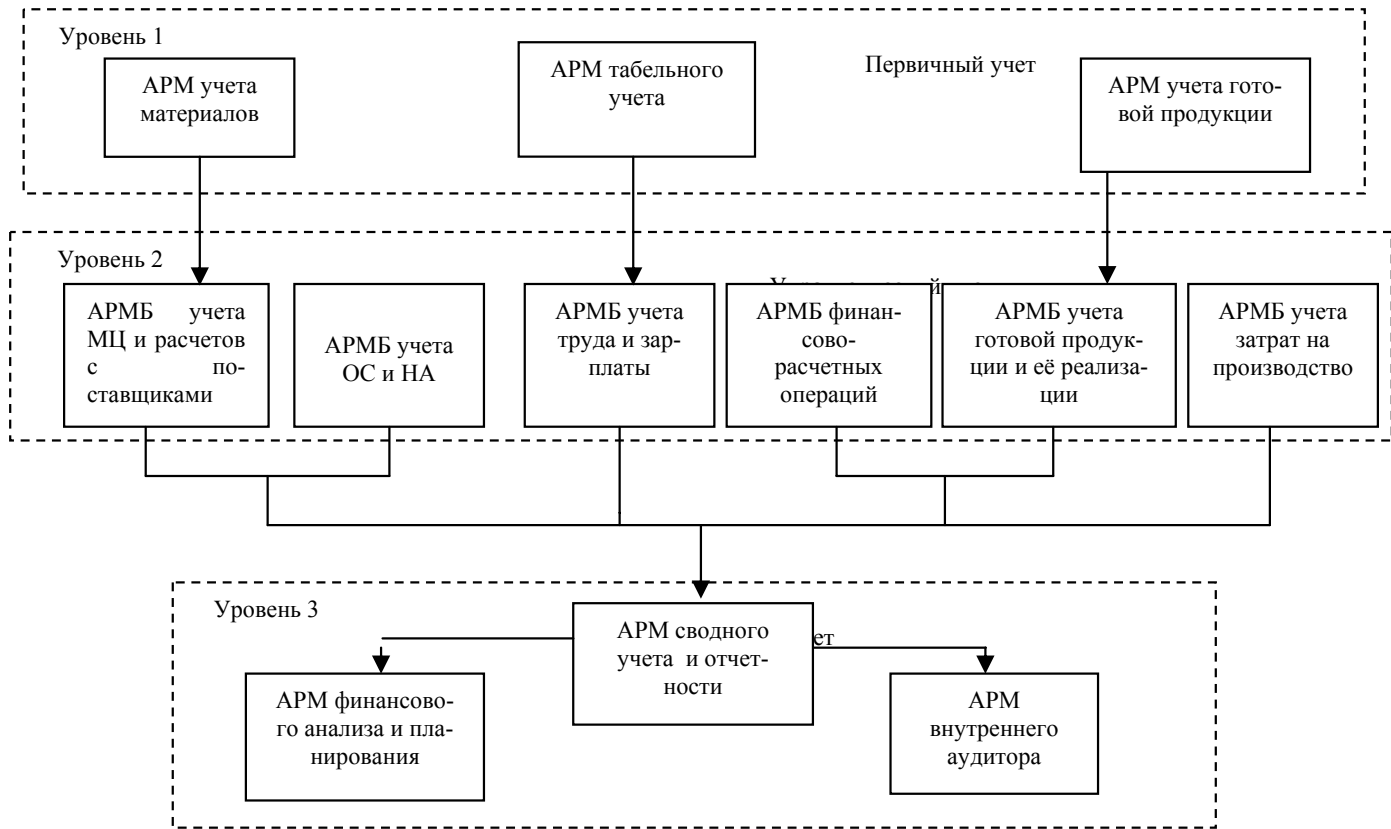 Уровень 1
АРМ учета
материалов
АРМ табельного
учета
Первичный учет
АРМ учета гото-
вой продукции
Уровень 2
АРМБ учета
МЦ и расчетов
с по-
ставщиками
АРМБ учета
ОС и НА
АРМБ учета
труда и зар-
платы
АРМБ финан-
сово-
расчетных
операций
АРМБ учета
готовой продук-
ции и её реализа-
ции
АРМБ учета
затрат на
производство
Уровень 3
АРМ сводного
учета и отчет-
ности
АРМ финансово-
го анализа и пла-
нирования
АРМ
внутреннего
аудитора